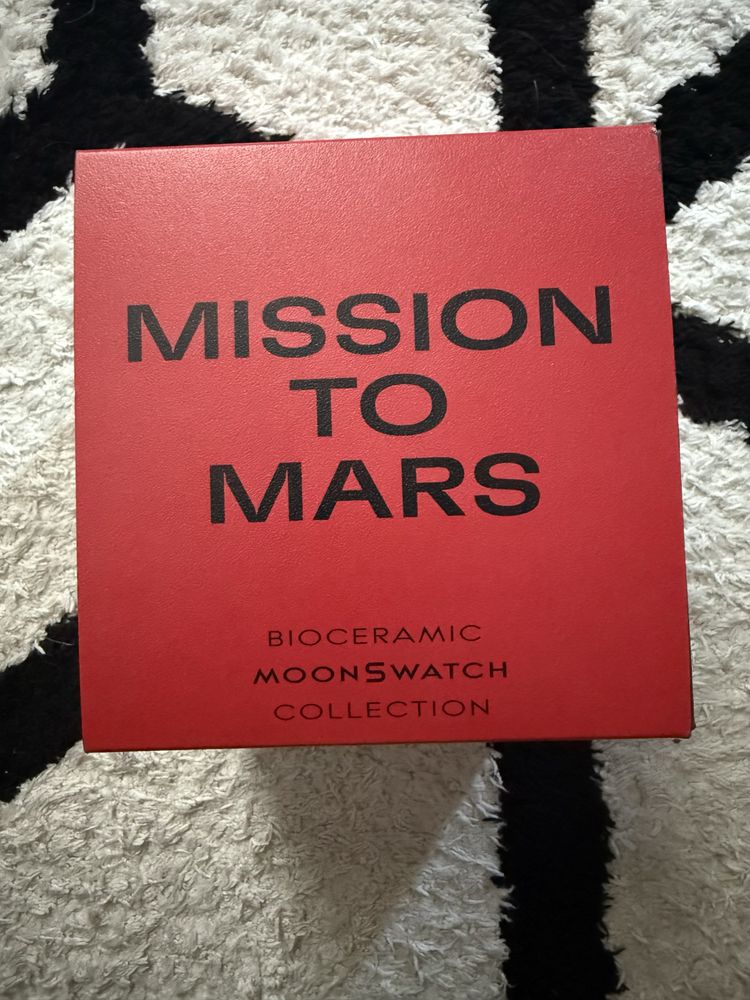 MISSION
TO
MARS
BIOCERAMIC
MOONSWATCH
COLLECTION